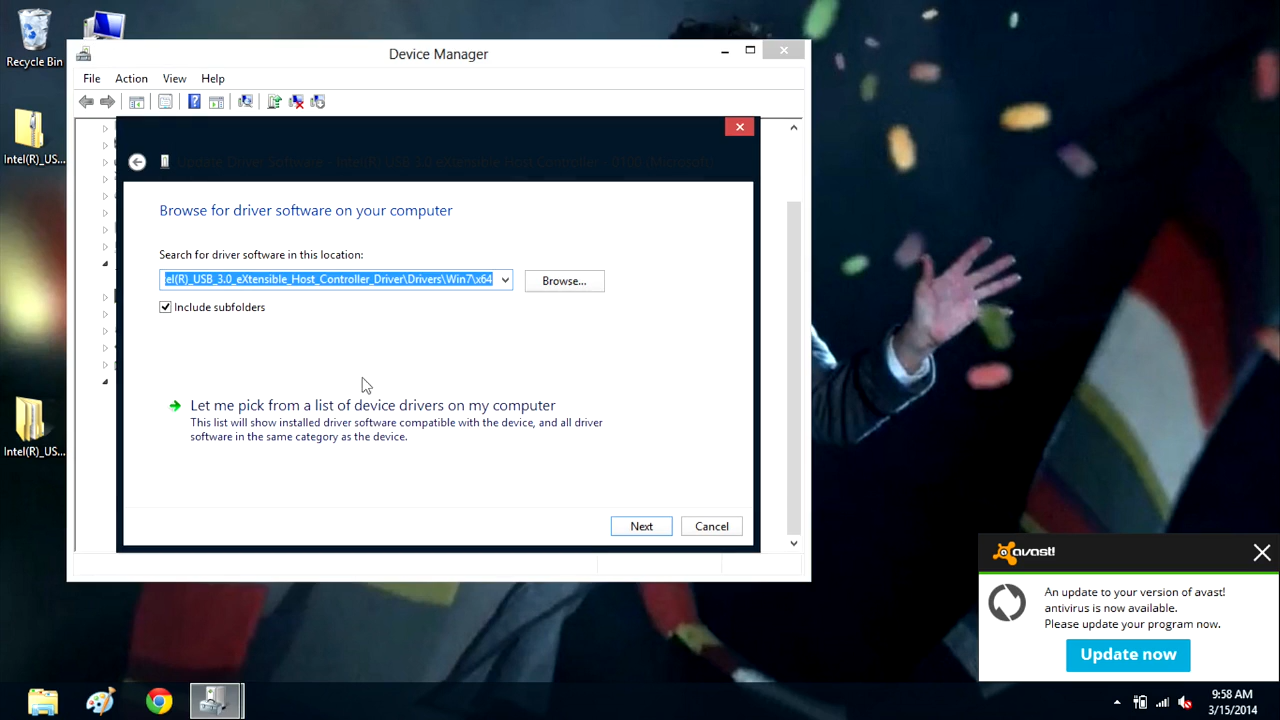 Recycle Bin
Intel(R)_US...
Intel(R)_US...
Device Manager
File Action View Help
Update Driver Software - Intel(R) USB 3.0 eXtensible Host Controller - 0100 (Microsoft)
Browse for driver software on your computer
Search for driver software in this location:
el(R)_USB_3.0_eXtensible_Host_Controller_Driver\Drivers\Win7\x64
Browse...
Include subfolders
Let me pick from a list of device drivers on my computer
This list will show installed driver software compatible with the device, and all driver
software in the same category as the device.
Next Cancel
avast!
An update to your version of avast!
antivirus is now available.
Please update your program now.
Update now
9:58 AM
3/15/2014